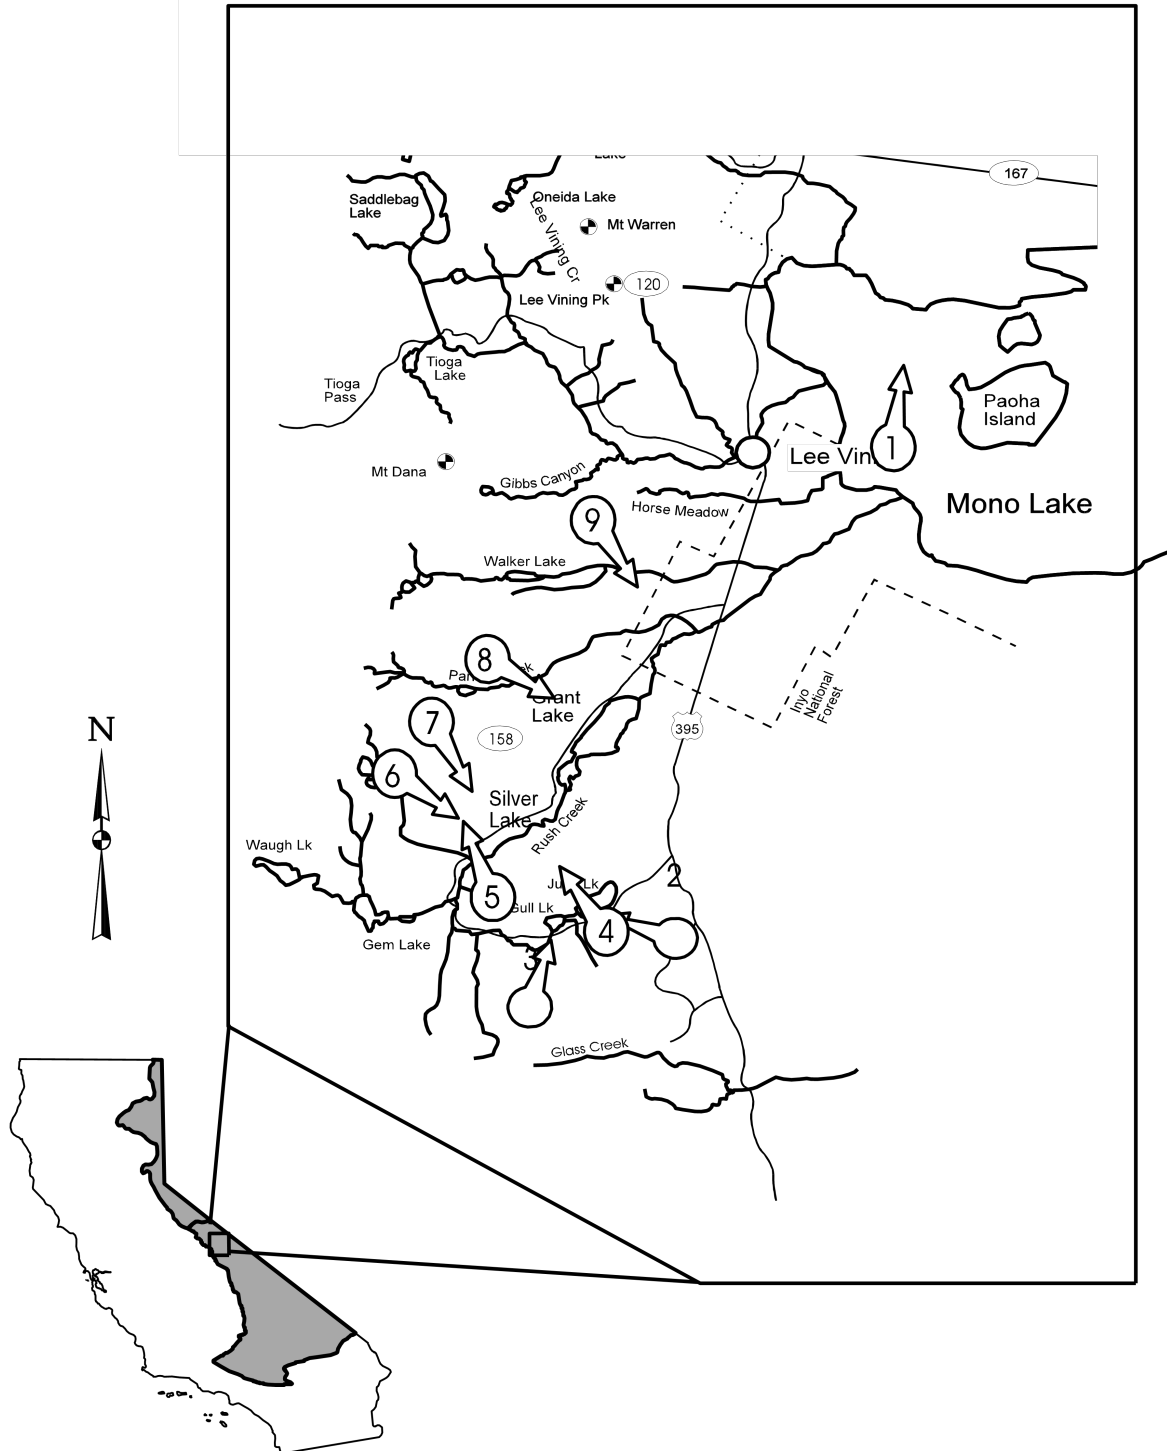 Lake
167
Saddlebag
Lake
Oneida Lake
Lee Vining Cr
Mt Warren
120
Lee Vining Pk
Tioga
Lake
Tioga
Pass
Paoha
Island
1
Lee Vin
Mt Dana
Gibbs Canyon
Mono Lake
Horse Meadow
9
Walker Lake
8
Grant
Lake
Inyo
National
Forest
7
158
395
N
6
Silver
Lake
Rush Creek
Waugh Lk
2
5
Lk
Gull Lk
4
Gem Lake
3
Glass Creek